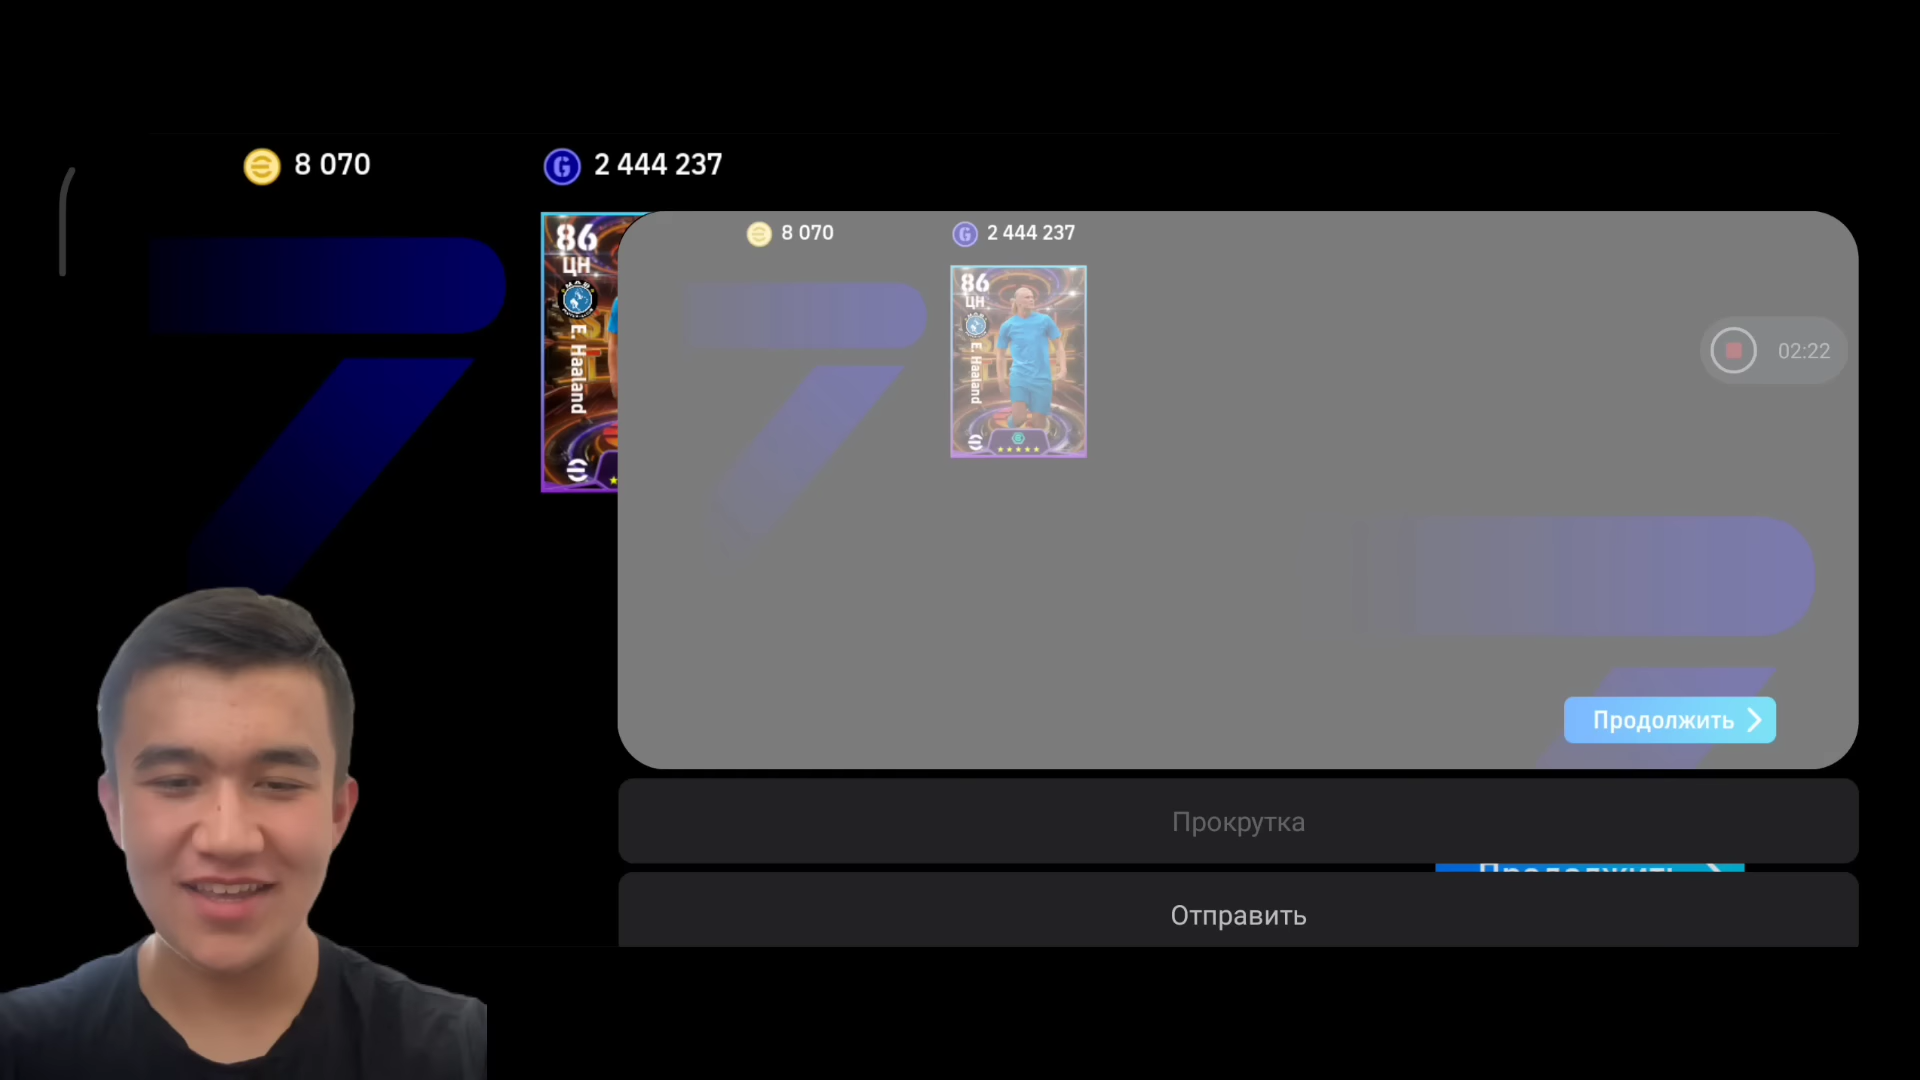 8 070
2 444 237
86
ЦН
E. Haaland
8 070
2 444 237
86
ЦН
E. Haaland
02:22
Продолжить
Прокрутка
Продолжить
Отправить